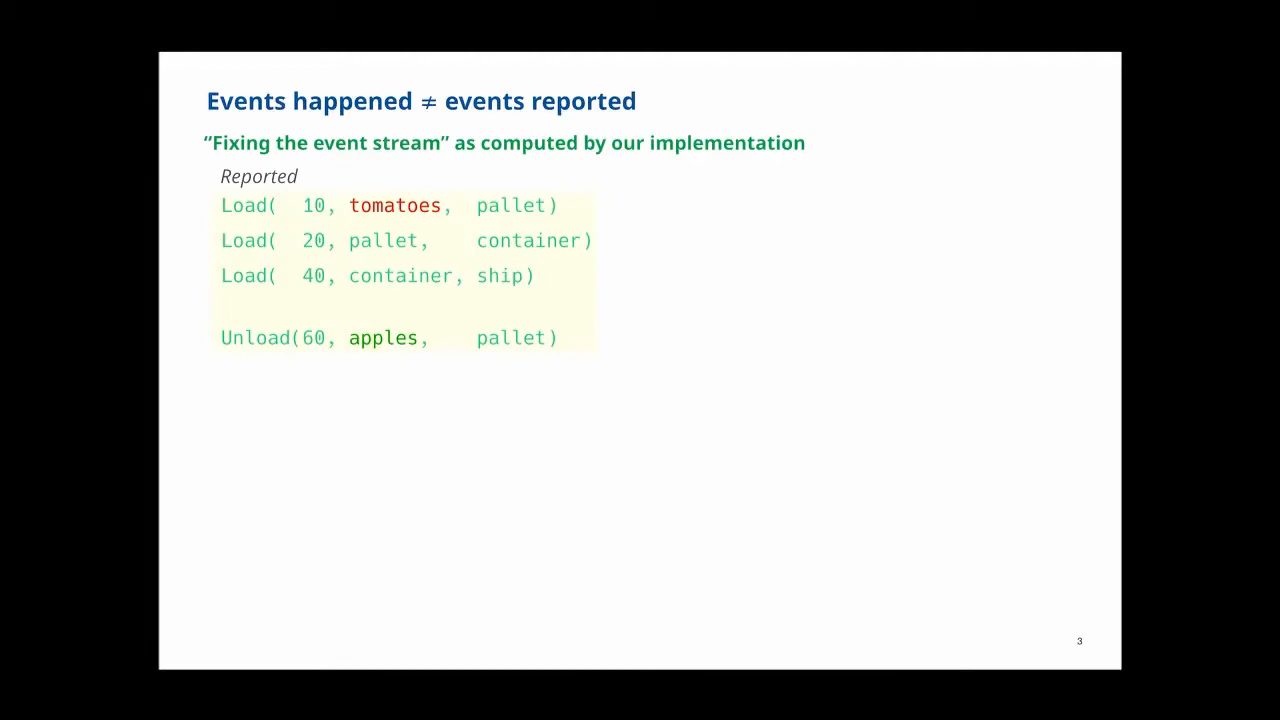 Events happened ≠ events reported
“Fixing the event stream” as computed by our implementation
Reported
Load( 10, tomatoes, pallet)
Load( 20, pallet, container)
Load( 40, container, ship)
Unload(60, apples, pallet)
3